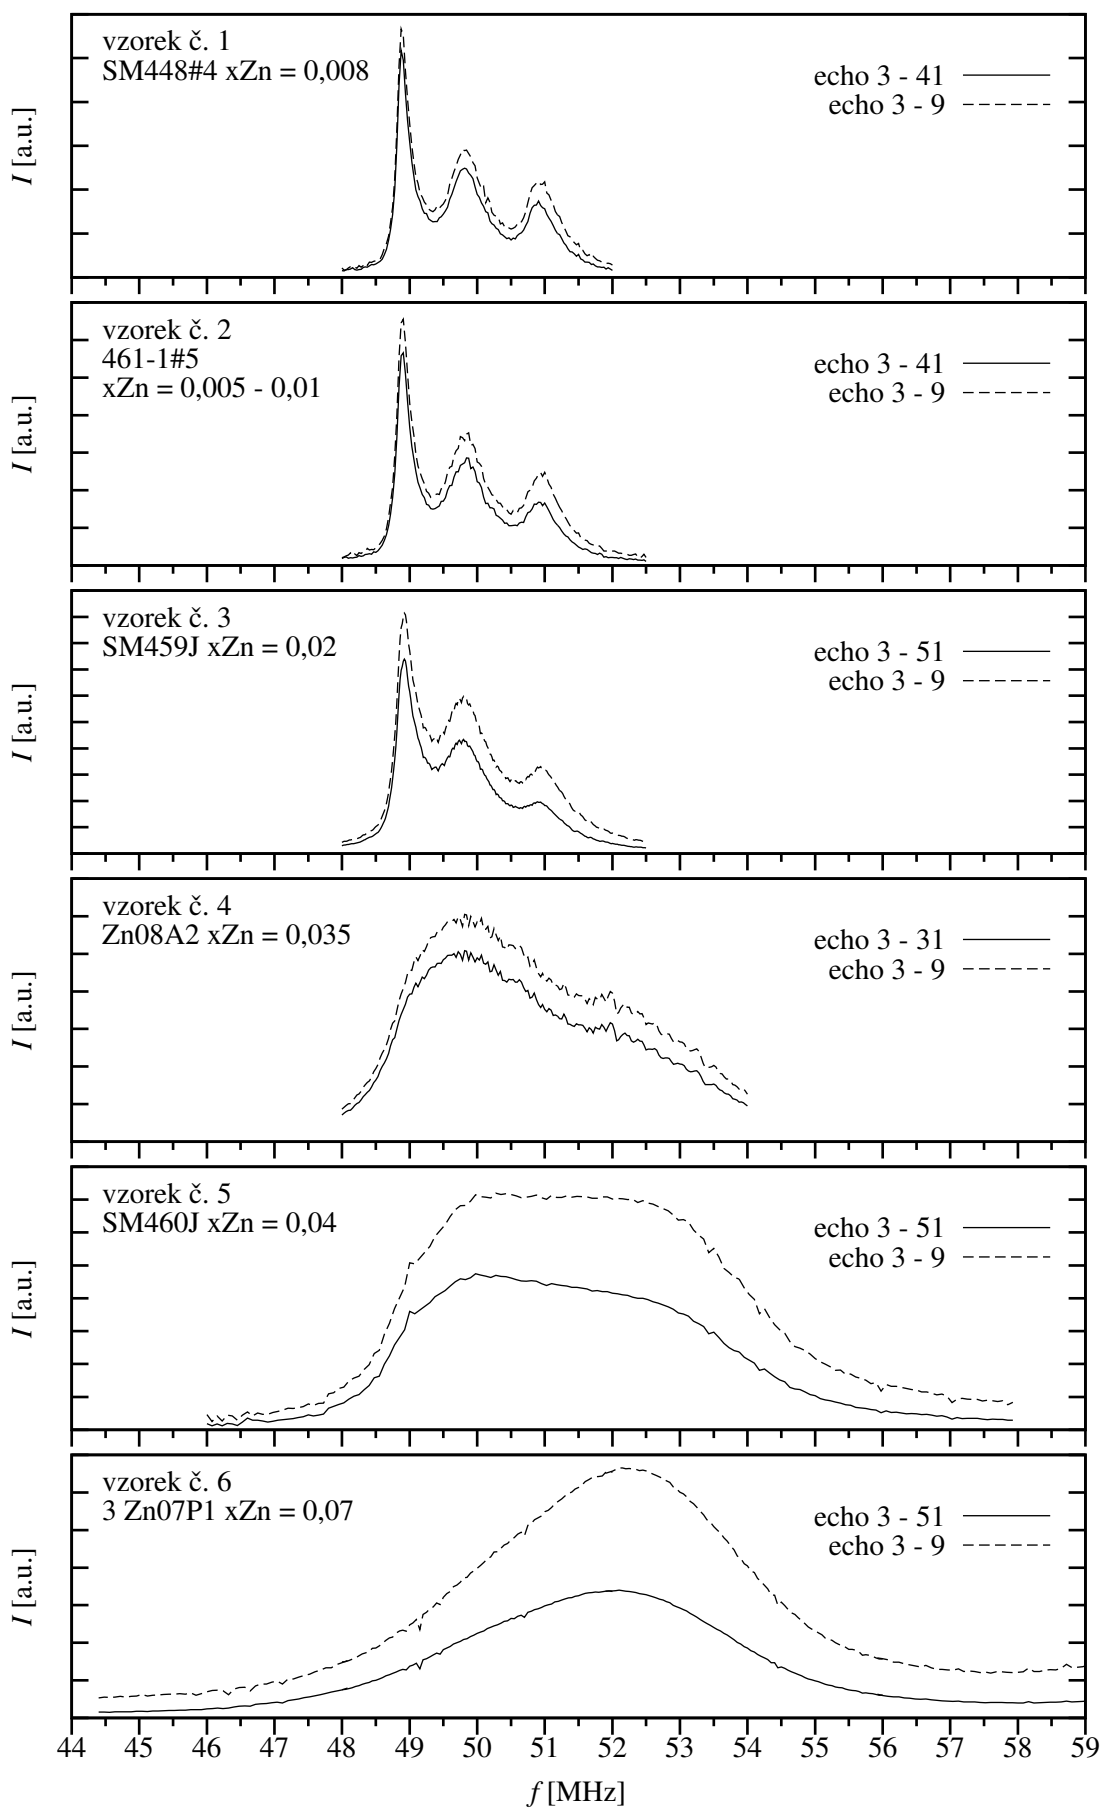 vzorek č. 1
SM448#4 xZn = 0,008
echo 3 - 41
echo 3 - 9
I [a.u.]
vzorek č. 2
461-1#5
xZn = 0,005 - 0,01
echo 3 - 41
echo 3 - 9
I [a.u.]
vzorek č. 3
SM459J xZn = 0,02
echo 3 - 51
echo 3 - 9
I [a.u.]
vzorek č. 4
Zn08A2 xZn = 0,035
echo 3 - 31
echo 3 - 9
I [a.u.]
vzorek č. 5
SM460J xZn = 0,04
echo 3 - 51
echo 3 - 9
I [a.u.]
vzorek č. 6
3 Zn07P1 xZn = 0,07
echo 3 - 51
echo 3 - 9
I [a.u.]
44 45 46 47 48 49 50 51 52 53 54 55 56 57 58 59
f [MHz]